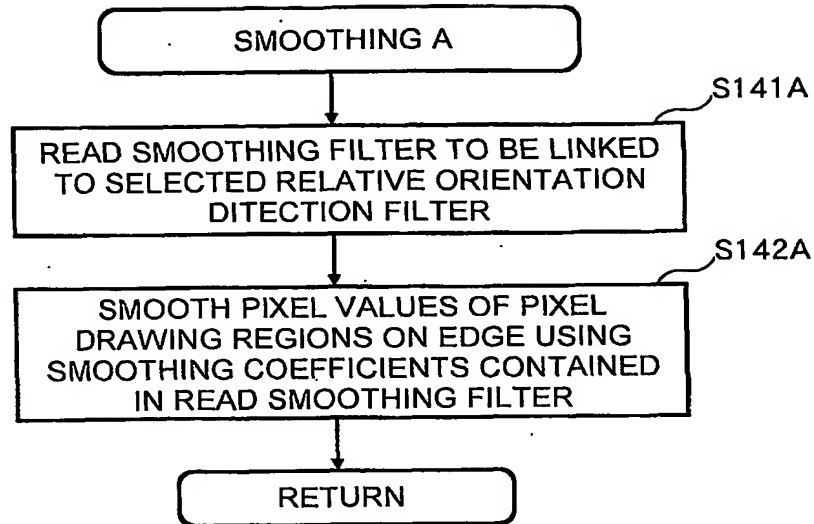 SMOOTHING A
S141A
READ SMOOTHING FILTER TO BE LINKED
TO SELECTED RELATIVE ORIENTATION
DITECTION FILTER
S142A
SMOOTH PIXEL VALUES OF PIXEL
DRAWING REGIONS ON EDGE USING
SMOOTHING COEFFICIENTS CONTAINED
IN READ SMOOTHING FILTER
RETURN